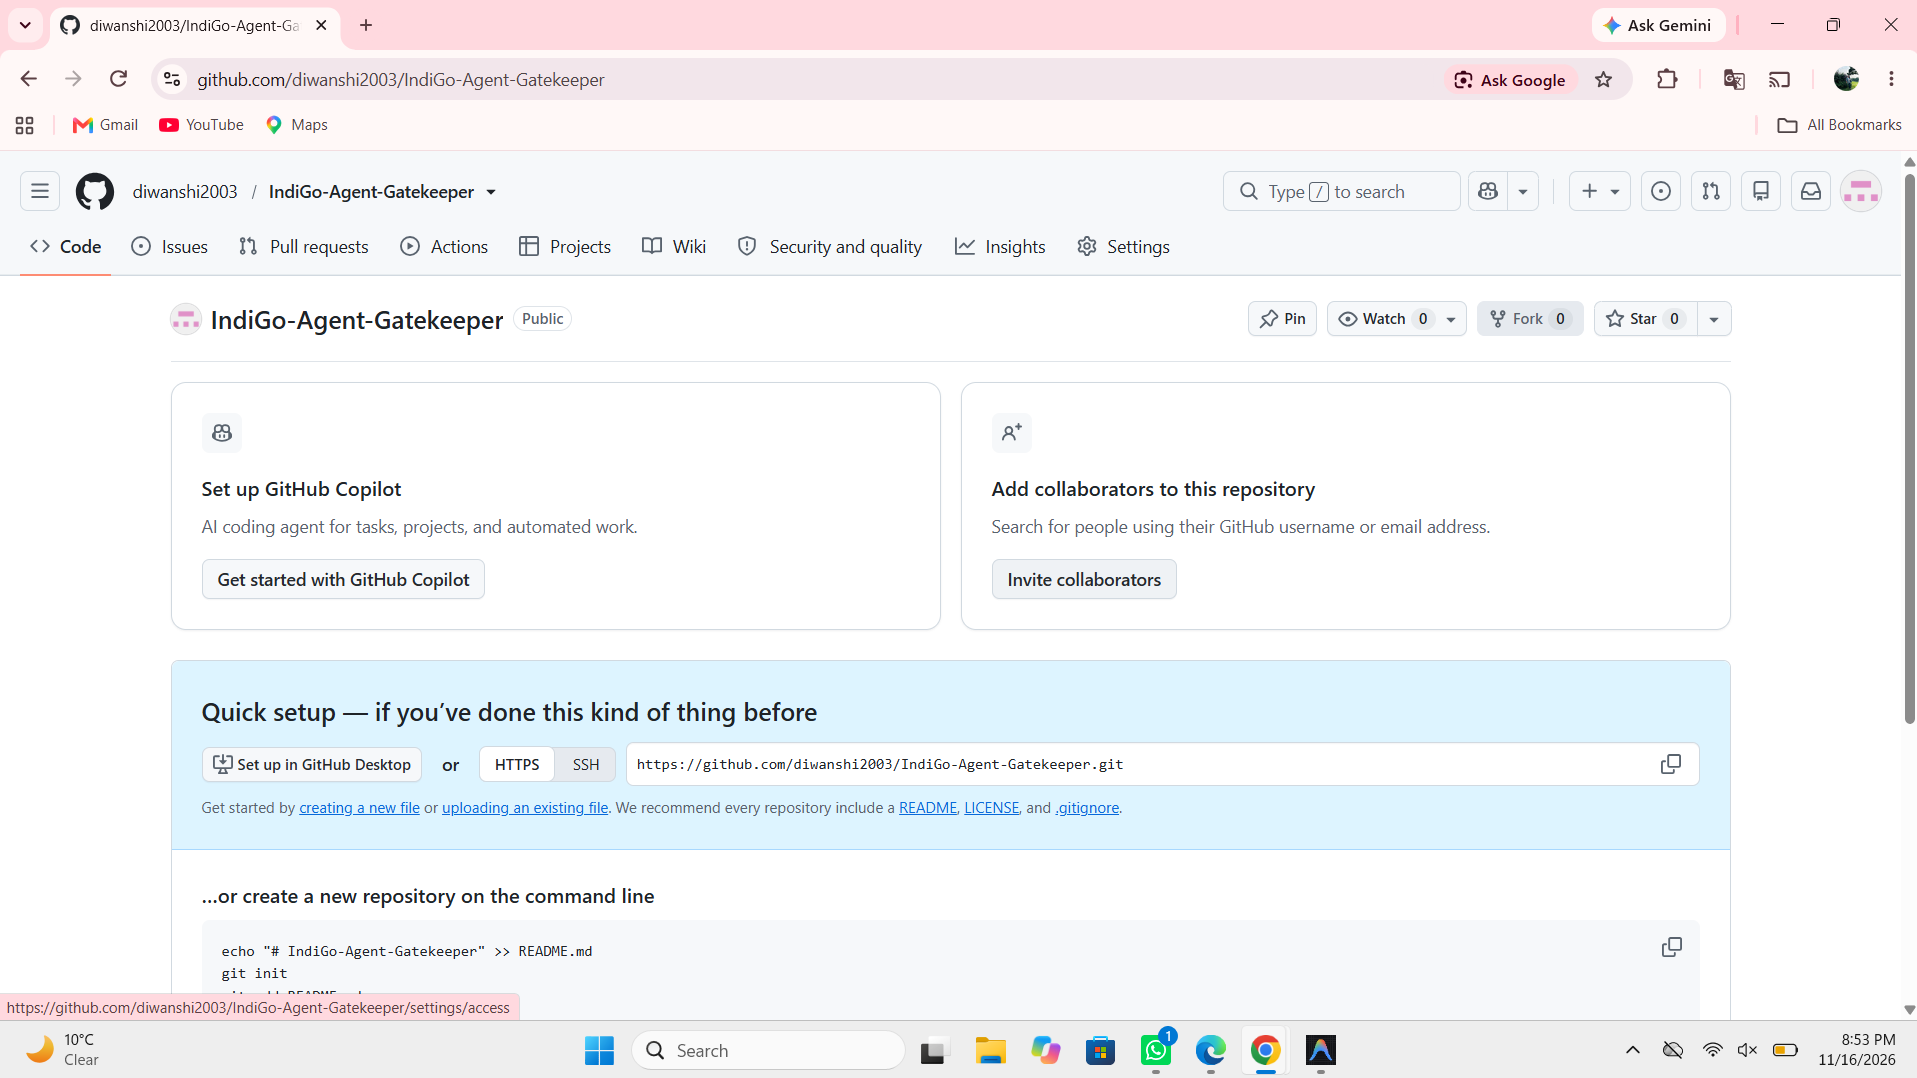 diwanshi2003/IndiGo-Agent-Ga
Ask Gemini
github.com/diwanshi2003/IndiGo-Agent-Gatekeeper
Ask Google
Gmail
YouTube
Maps
All Bookmarks
diwanshi2003 / IndiGo-Agent-Gatekeeper
Type / to search
Code
Issues
Pull requests
Actions
Projects
Wiki
Security and quality
Insights
Settings
IndiGo-Agent-Gatekeeper
Public
Pin
Watch 0
Fork 0
Star 0
Set up GitHub Copilot
AI coding agent for tasks, projects, and automated work.
Get started with GitHub Copilot
Add collaborators to this repository
Search for people using their GitHub username or email address.
Invite collaborators
Quick setup — if you’ve done this kind of thing before
Set up in GitHub Desktop
or
HTTPS
SSH
https://github.com/diwanshi2003/IndiGo-Agent-Gatekeeper.git
Get started by creating a new file or uploading an existing file. We recommend every repository include a README, LICENSE, and .gitignore.
…or create a new repository on the command line
echo "# IndiGo-Agent-Gatekeeper" >> README.md
git init
https://github.com/diwanshi2003/IndiGo-Agent-Gatekeeper/settings/access
10°C
Clear
Search
1
8:53 PM
11/16/2026